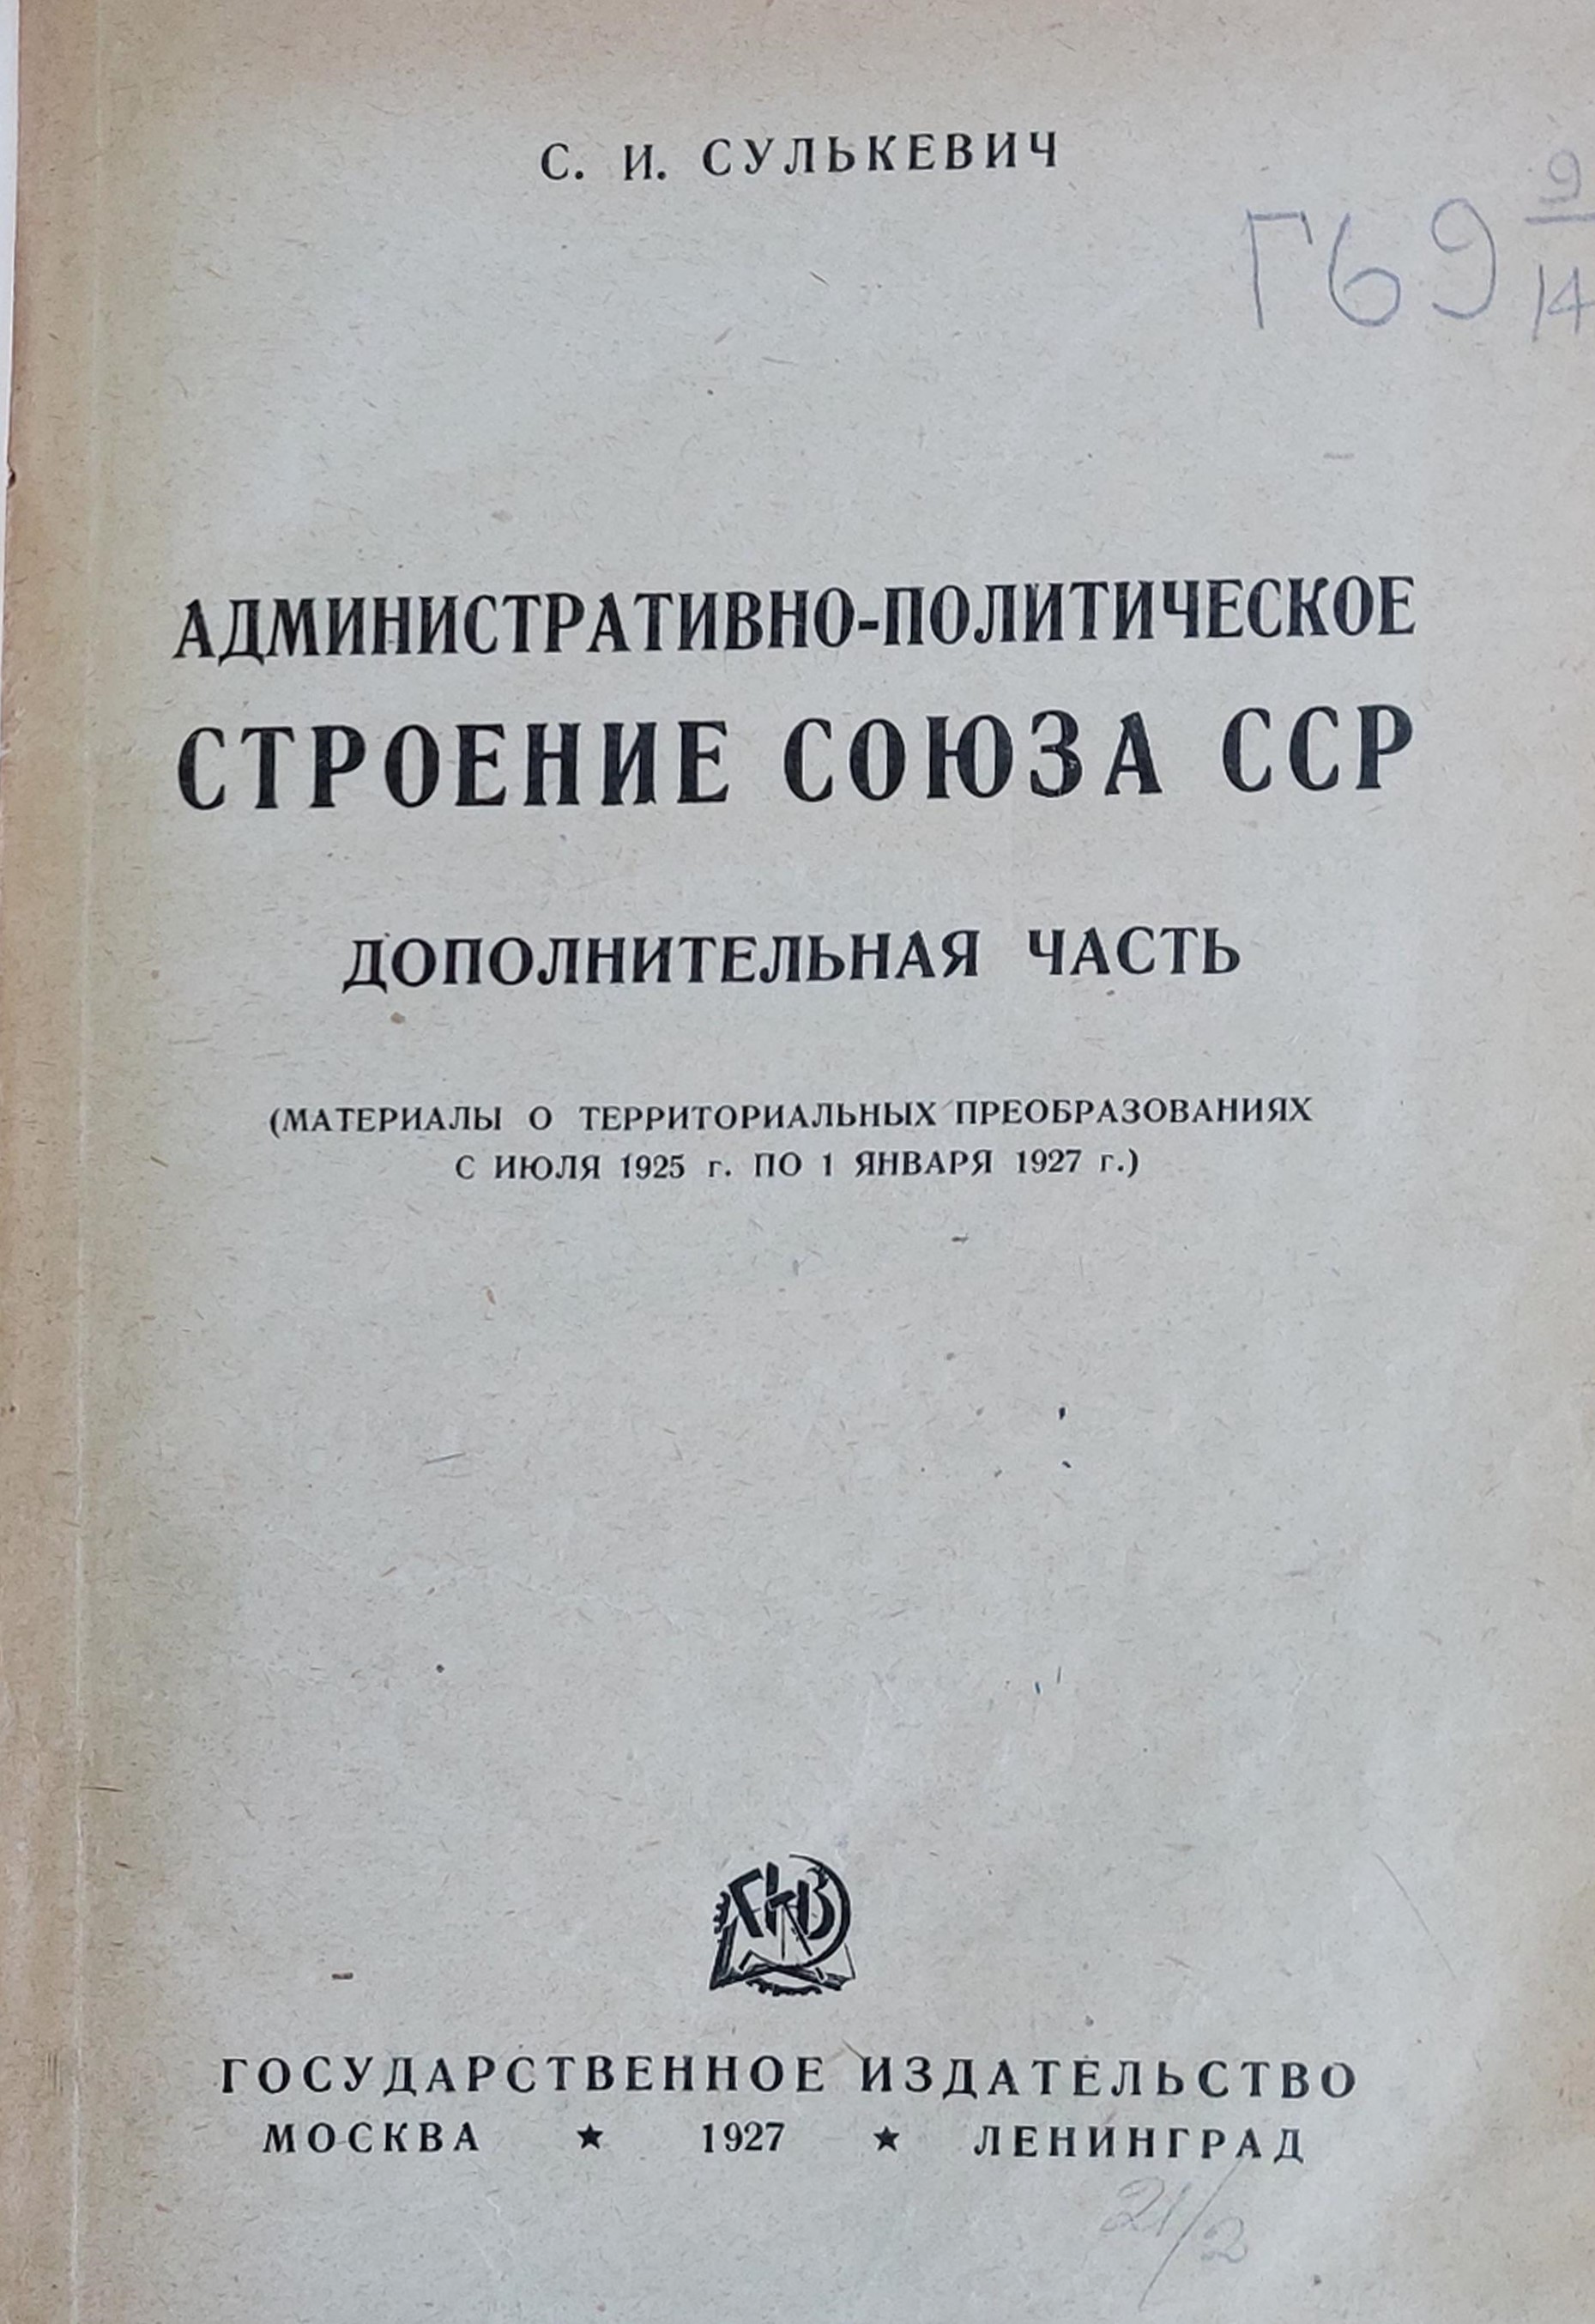 С. И. СУЛЬКЕВИЧ
Г69 9/14
АДМИНИСТРАТИВНО-ПОЛИТИЧЕСКОЕ
СТРОЕНИЕ СОЮЗА ССР
ДОПОЛНИТЕЛЬНАЯ ЧАСТЬ
(МАТЕРИАЛЫ О ТЕРРИТОРИАЛЬНЫХ ПРЕОБРАЗОВАНИЯХ
С ИЮЛЯ 1925 г. ПО 1 ЯНВАРЯ 1927 г.)
ГИЗ
ГОСУДАРСТВЕННОЕ ИЗДАТЕЛЬСТВО
МОСКВА ★ 1927 ★ ЛЕНИНГРАД
21/2